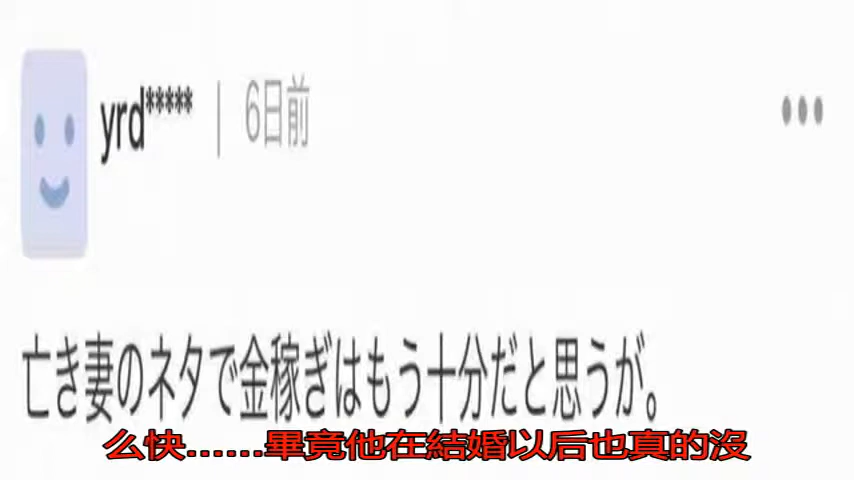 yrd***** | 6日前
亡き妻のネタで金稼ぎはもう十分だと思うが。
么快……畢竟他在結婚以后也真的沒